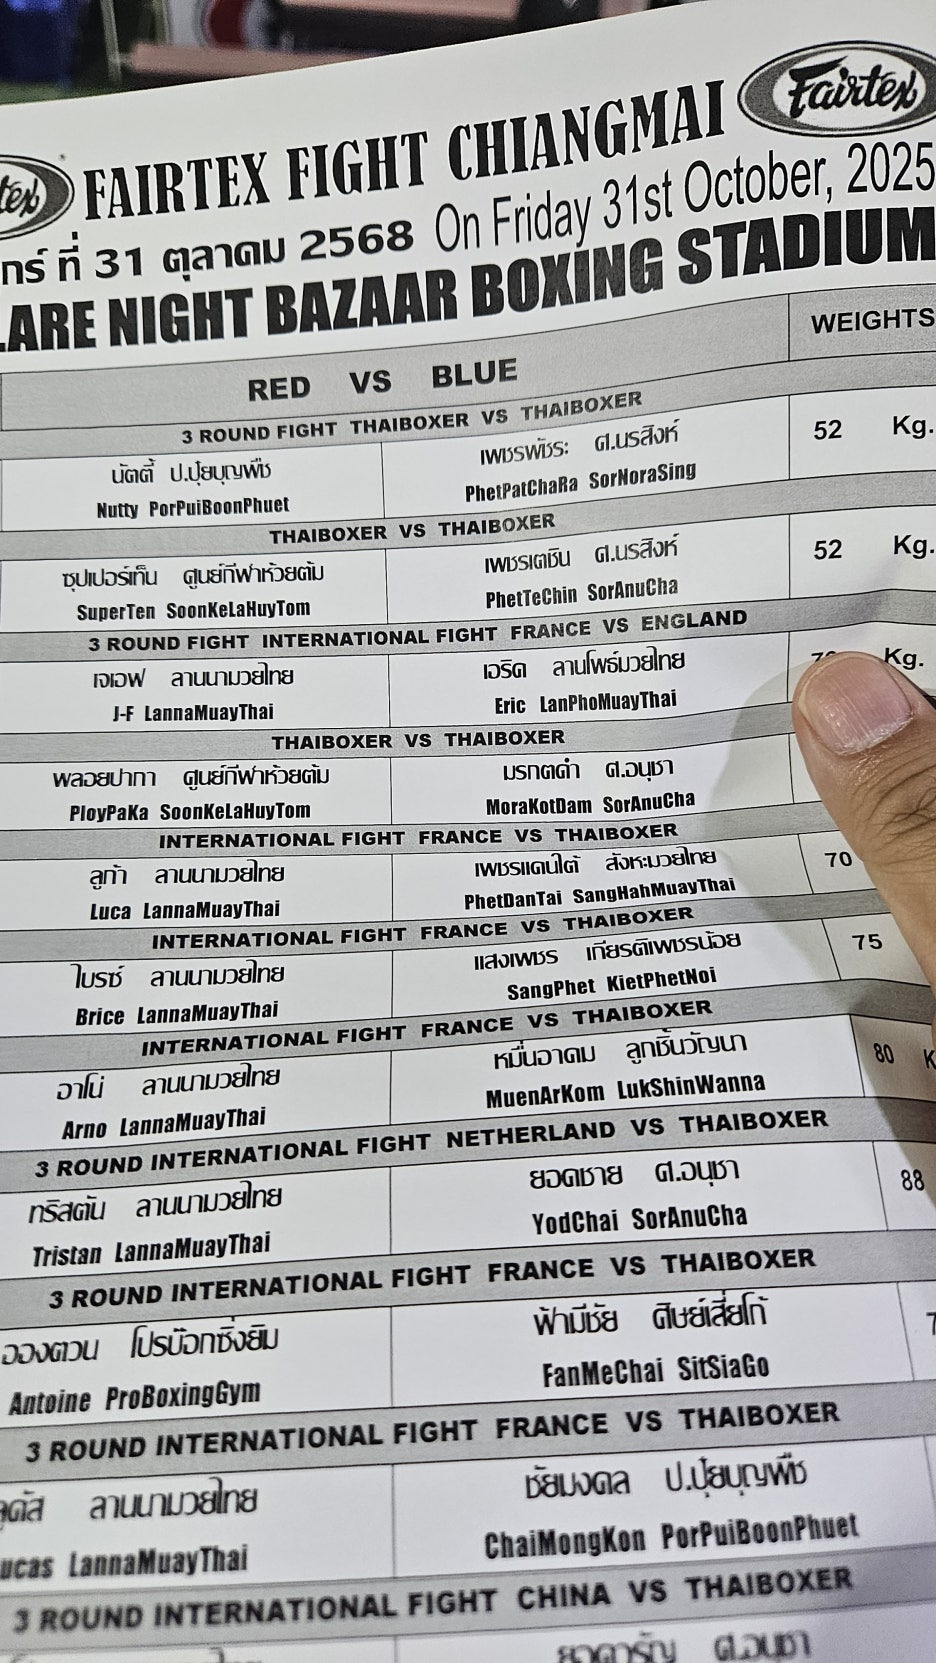 Fairtex
FAIRTEX FIGHT CHIANGMAI
ที่ 31 ตุลาคม 2568 On Friday 31st October, 2025
NIGHT BAZAAR BOXING STADIUM
RED VS BLUE WEIGHTS
3 ROUND FIGHT THAIBOXER VS THAIBOXER
นัตตี้ ป.ปุ๋ยบุญพืช เพชรพัชระ ศ.นรสิงห์ 52 Kg.
Nutty PorPuiBoonPhuet PhetPatChaRa SorNoraSing
THAIBOXER VS THAIBOXER
ซุปเปอร์เท็น ศูนย์กีฬาห้วยต้ม เพชรเตชิน ศ.นรสิงห์ 52 Kg.
SuperTen SoonKeLaHuyTom PhetTeChin SorAnuCha
3 ROUND FIGHT INTERNATIONAL FIGHT FRANCE VS ENGLAND
เจเอฟ ลานนามวยไทย เอริค ลานโพธ์มวยไทย Kg.
J-F LannaMuayThai Eric LanPhoMuayThai
THAIBOXER VS THAIBOXER
พลอยปากา ศูนย์กีฬาห้วยต้ม มรกตดำ ศ.อนุชา
PloyPaKa SoonKeLaHuyTom MoraKotDam SorAnuCha
INTERNATIONAL FIGHT FRANCE VS THAIBOXER
ลูก้า ลานนามวยไทย เพชรแดนใต้ สังหะมวยไทย 70
Luca LannaMuayThai PhetDanTai SangHahMuayThai
INTERNATIONAL FIGHT FRANCE VS THAIBOXER
ไบรซ์ ลานนามวยไทย แสงเพชร เกียรติเพชรน้อย 75
Brice LannaMuayThai SangPhet KietPhetNoi
INTERNATIONAL FIGHT FRANCE VS THAIBOXER
อาโน่ ลานนามวยไทย หมื่นอาคม ลูกชิ้นวัญนา 80
Arno LannaMuayThai MuenArKom LukShinWanna
3 ROUND INTERNATIONAL FIGHT NETHERLAND VS THAIBOXER
ทริสตัน ลานนามวยไทย ยอดชาย ศ.อนุชา 88
Tristan LannaMuayThai YodChai SorAnuCha
3 ROUND INTERNATIONAL FIGHT FRANCE VS THAIBOXER
อองตวน โปรบ๊อกซิ่งยิม ฟ้ามีชัย ศิษย์เสี่ยโก้
Antoine ProBoxingGym FanMeChai SitSiaGo
3 ROUND INTERNATIONAL FIGHT FRANCE VS THAIBOXER
ลานนามวยไทย ชัยมงคล ป.ปุ๋ยบุญพืช
LannaMuayThai ChaiMongKon PorPuiBoonPhuet
3 ROUND INTERNATIONAL FIGHT CHINA VS THAIBOXER
ศ.อนุชา